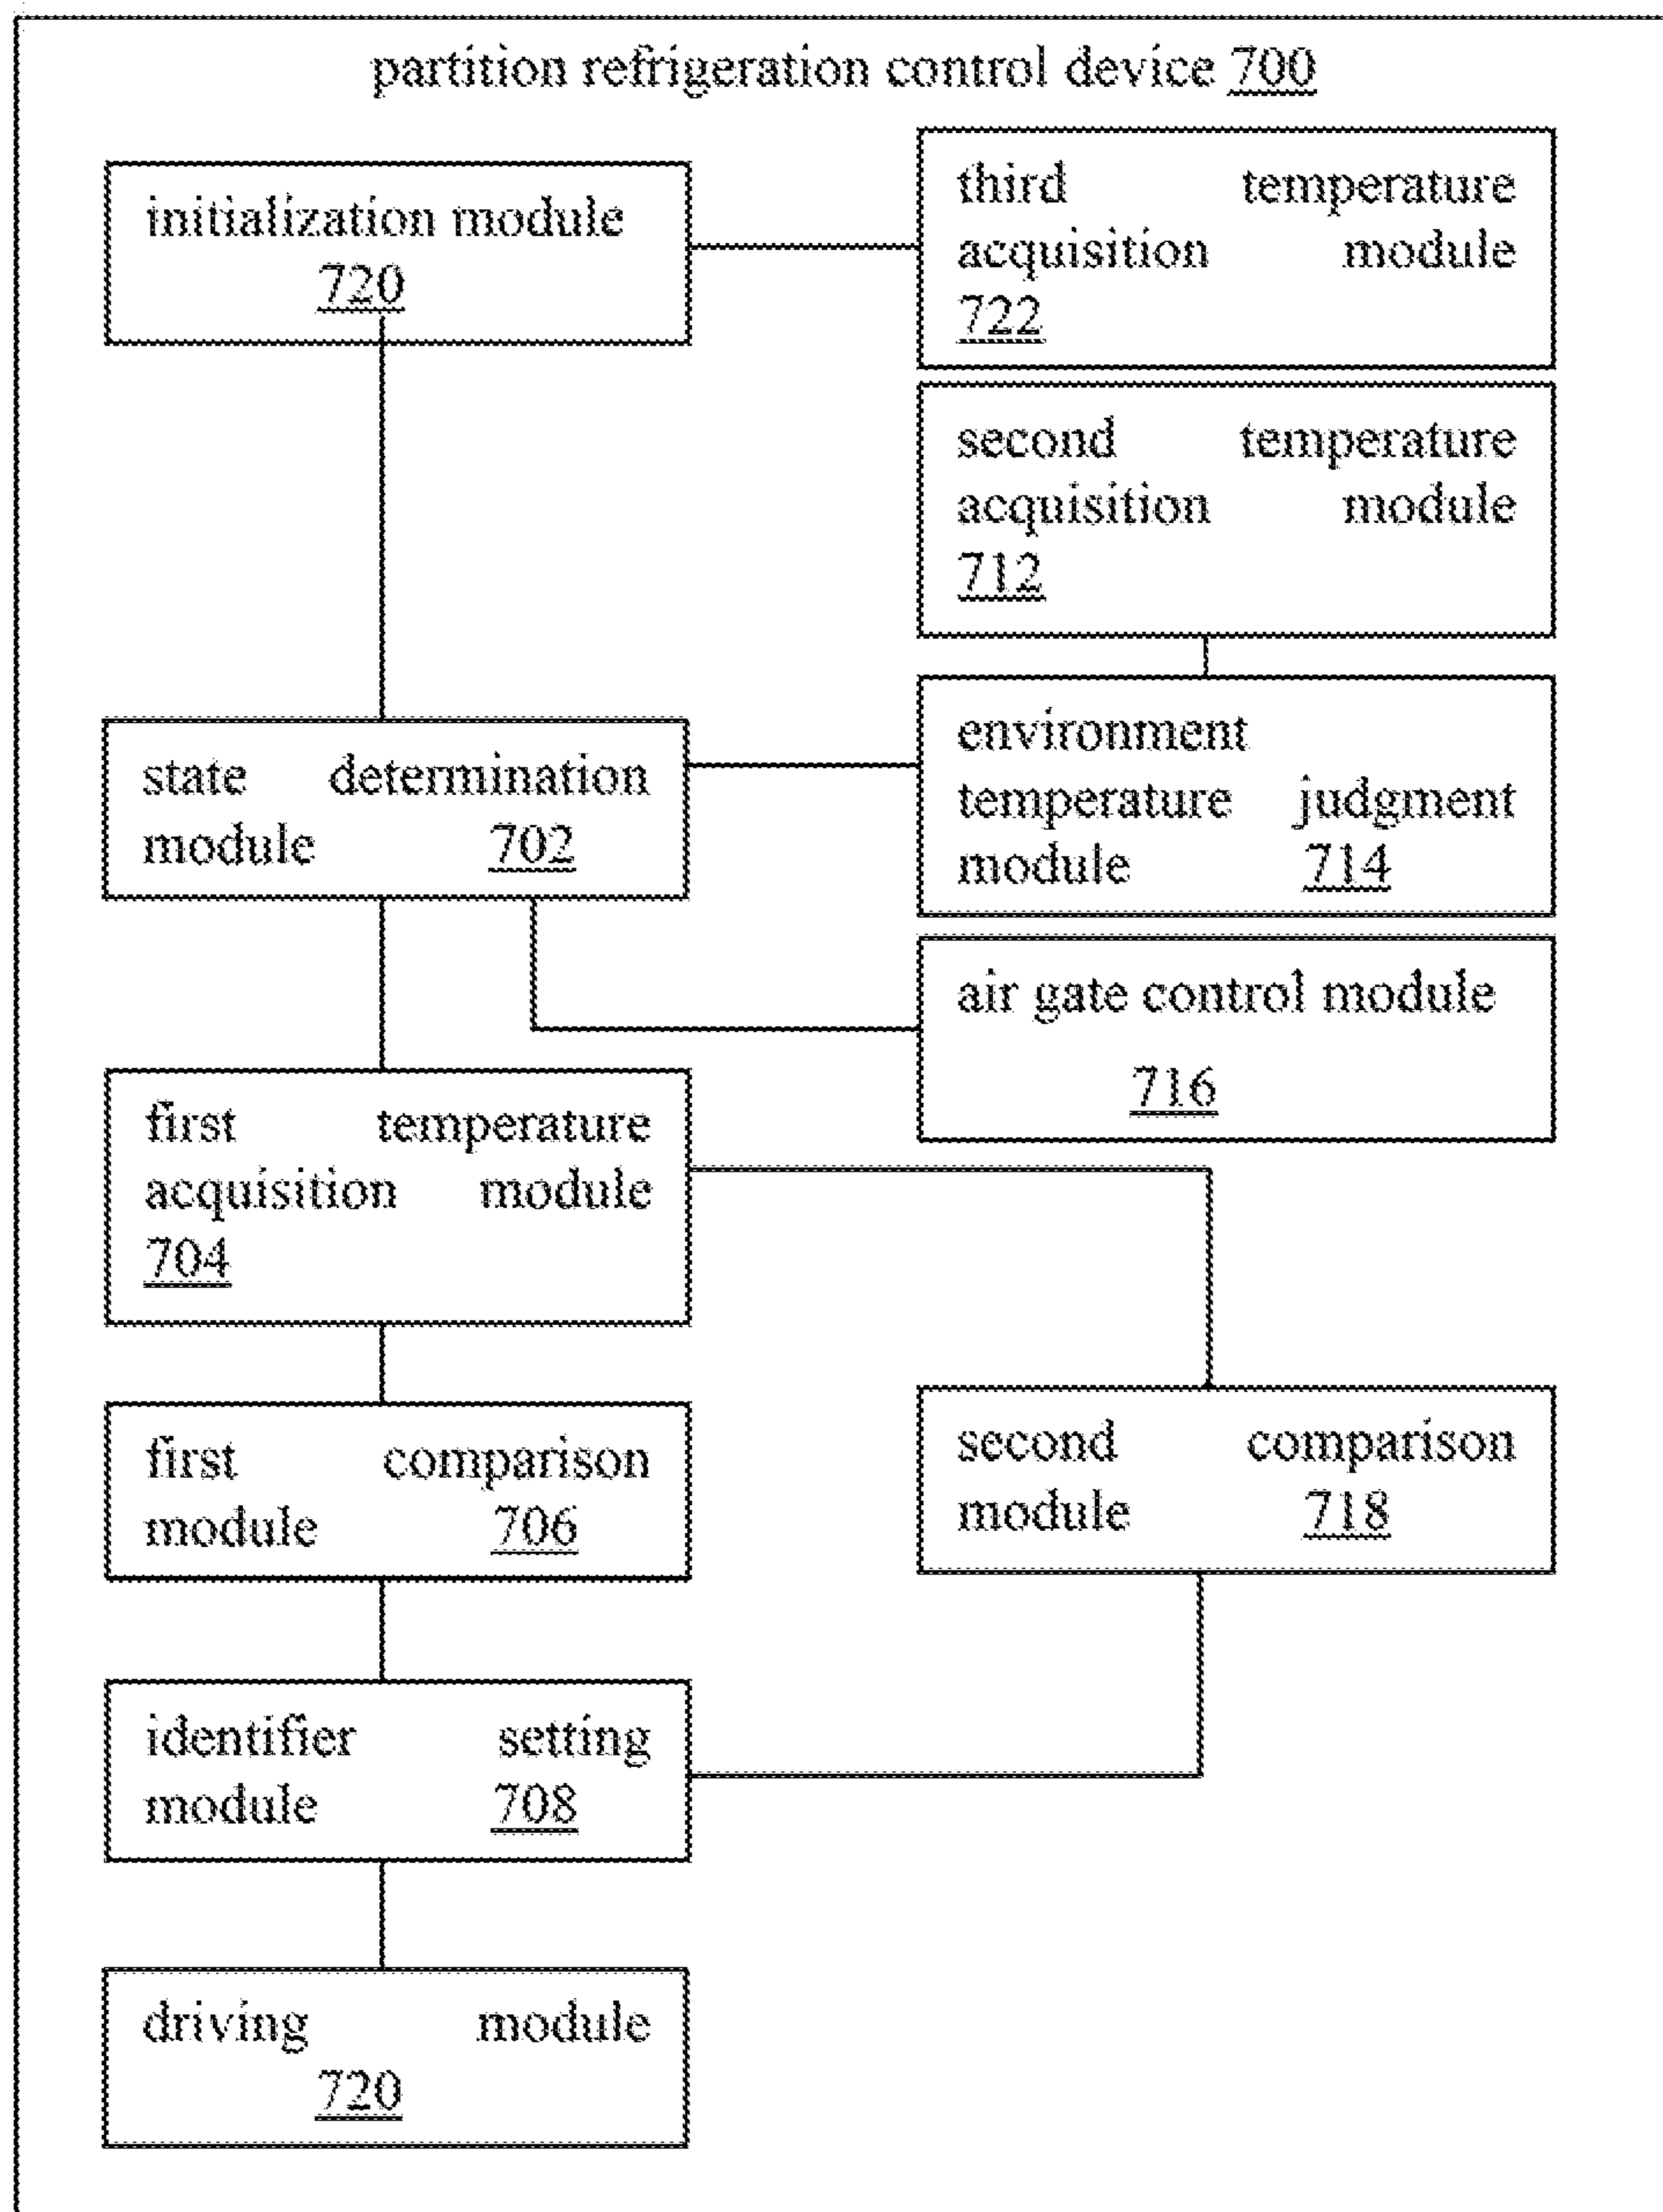 partition refrigeration control device 700
initialization module
720
third temperature
acquisition module
722
second temperature
acquisition module
712
state determination
module 702
environment
temperature judgment
module 714
air gate control module
716
first temperature
acquisition module
704
first comparison
module 706
second comparison
module 718
identifier setting
module 708
driving module
720